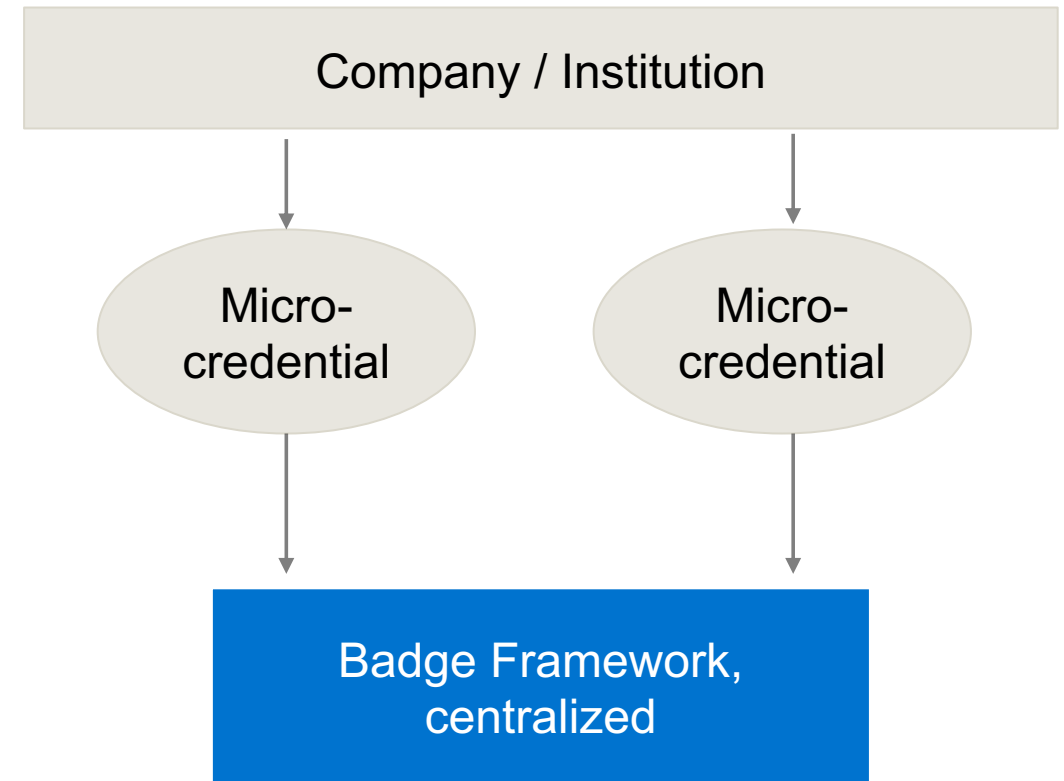 Company / Institution
Micro-
credential
Micro-
credential
Badge Framework,
centralized